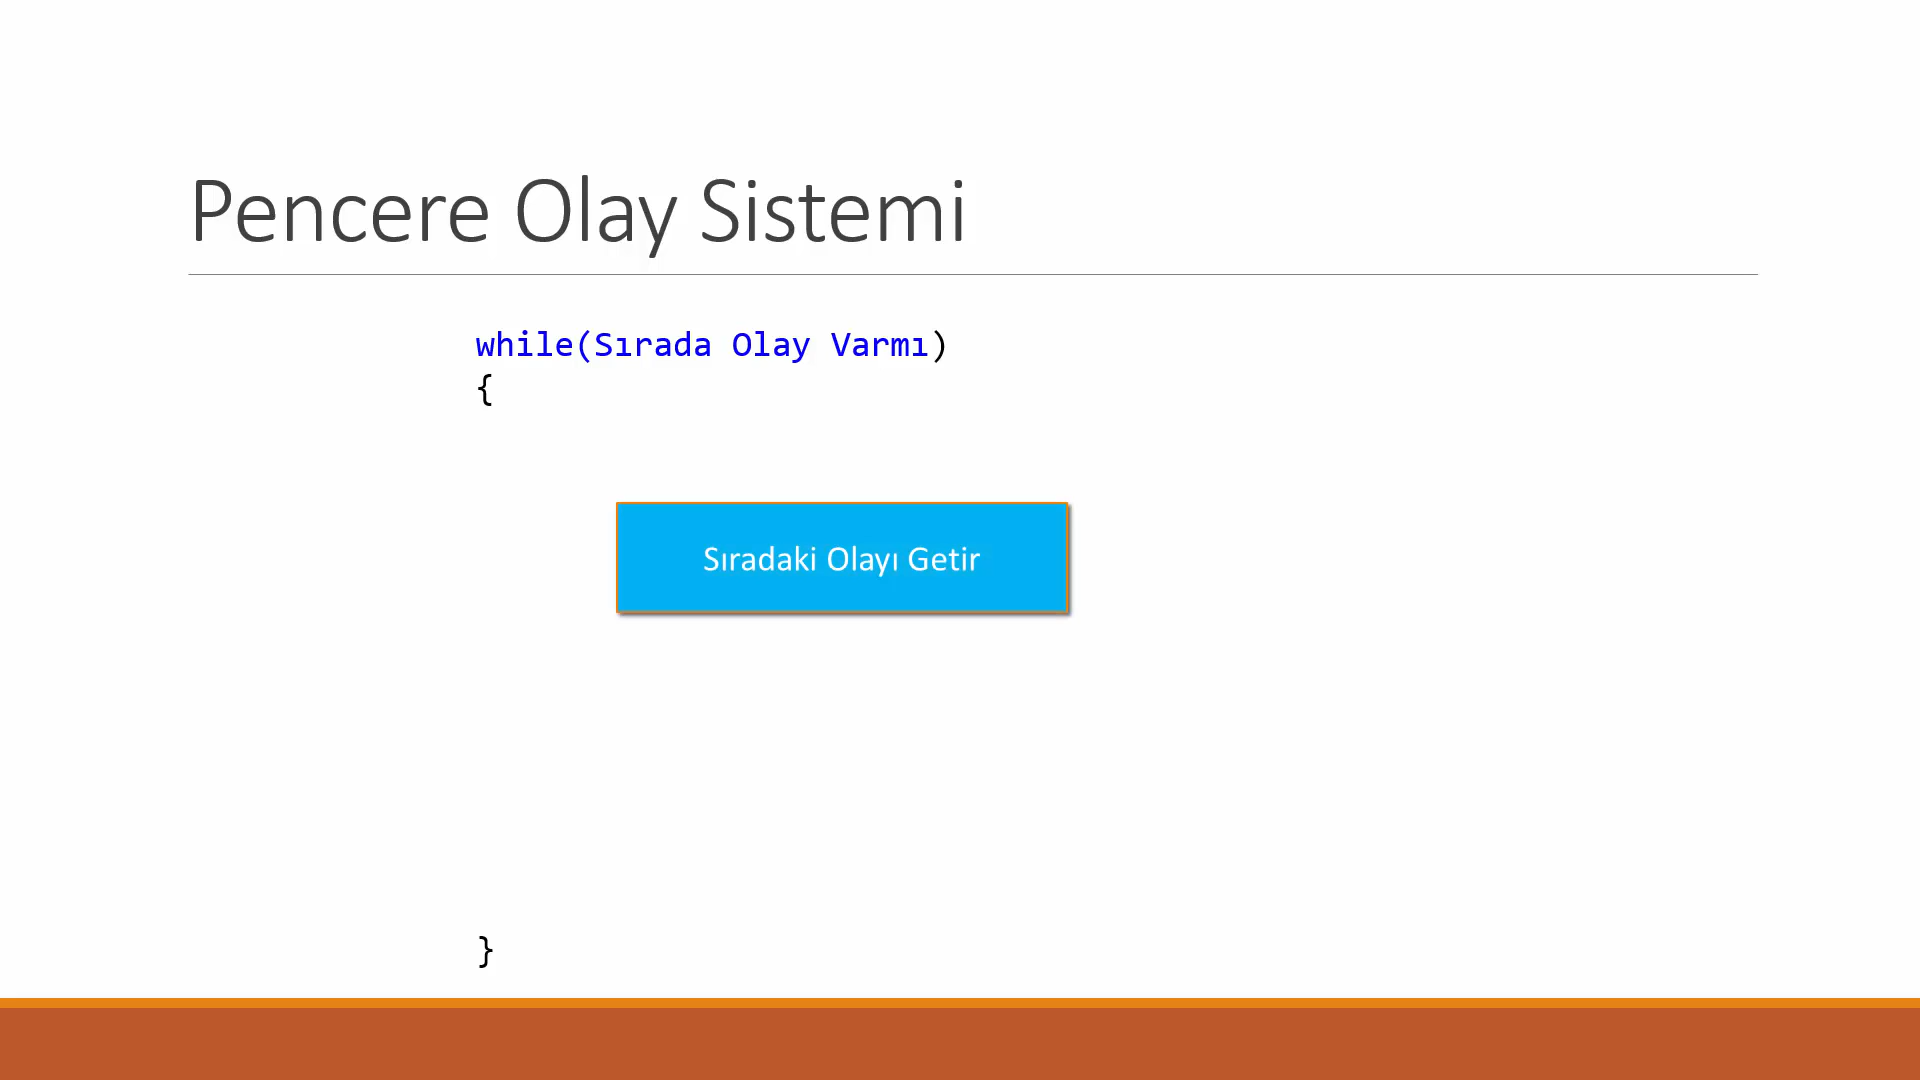 Pencere Olay Sistemi
while(Sırada Olay Varmı)
{
Sıradaki Olayı Getir
}